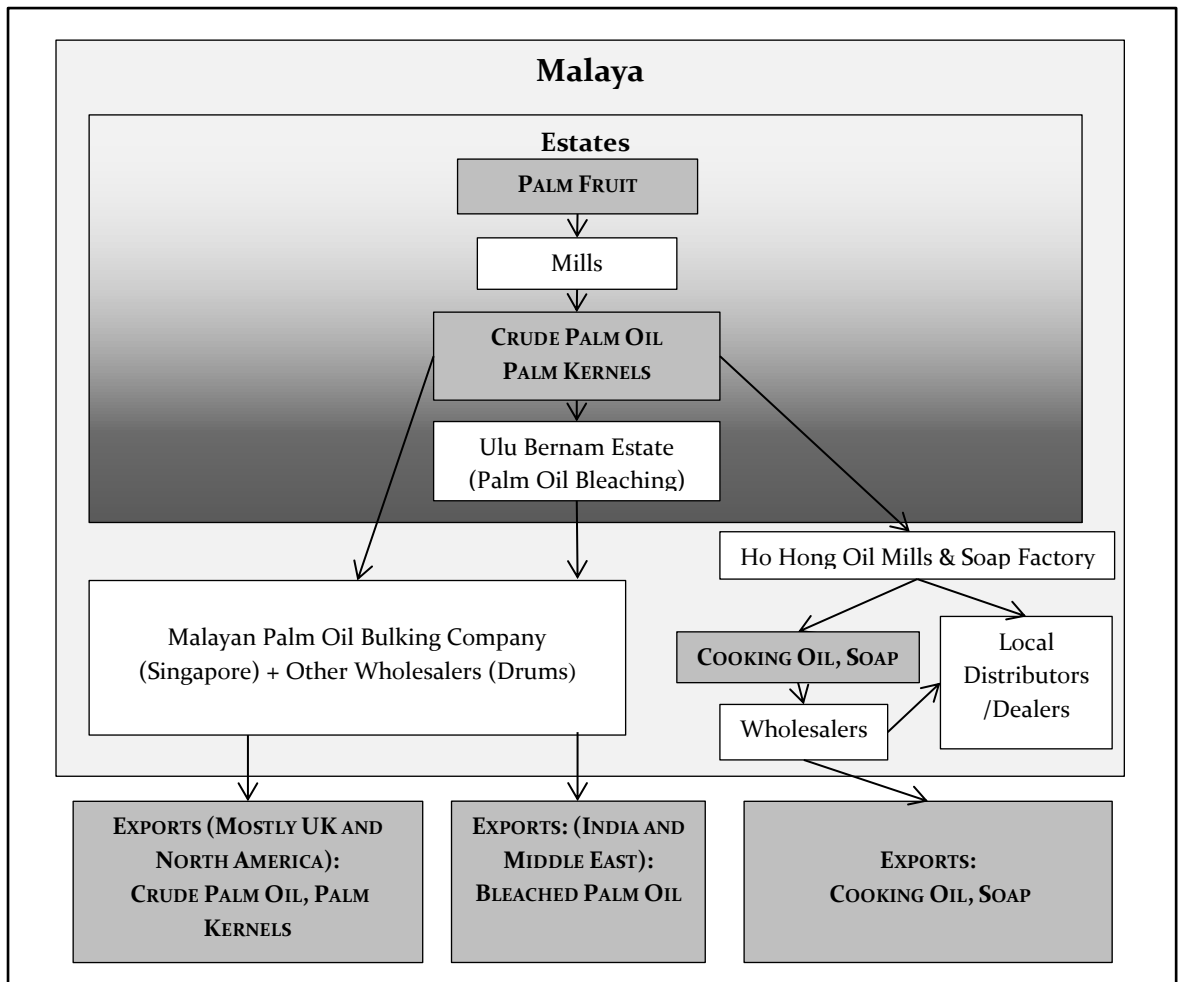 Malaya
Estates
PALM FRUIT
Mills
CRUDE PALM OIL
PALM KERNELS
Ulu Bernam Estate
(Palm Oil Bleaching)
Ho Hong Oil Mills & Soap Factory
Malayan Palm Oil Bulking Company
(Singapore) + Other Wholesalers (Drums)
COOKING OIL, SOAP
Local
Distributors
/Dealers
Wholesalers
EXPORTS (MOSTLY UK AND
NORTH AMERICA):
CRUDE PALM OIL, PALM
KERNELS
EXPORTS: (INDIA AND
MIDDLE EAST):
BLEACHED PALM OIL
EXPORTS:
COOKING OIL, SOAP